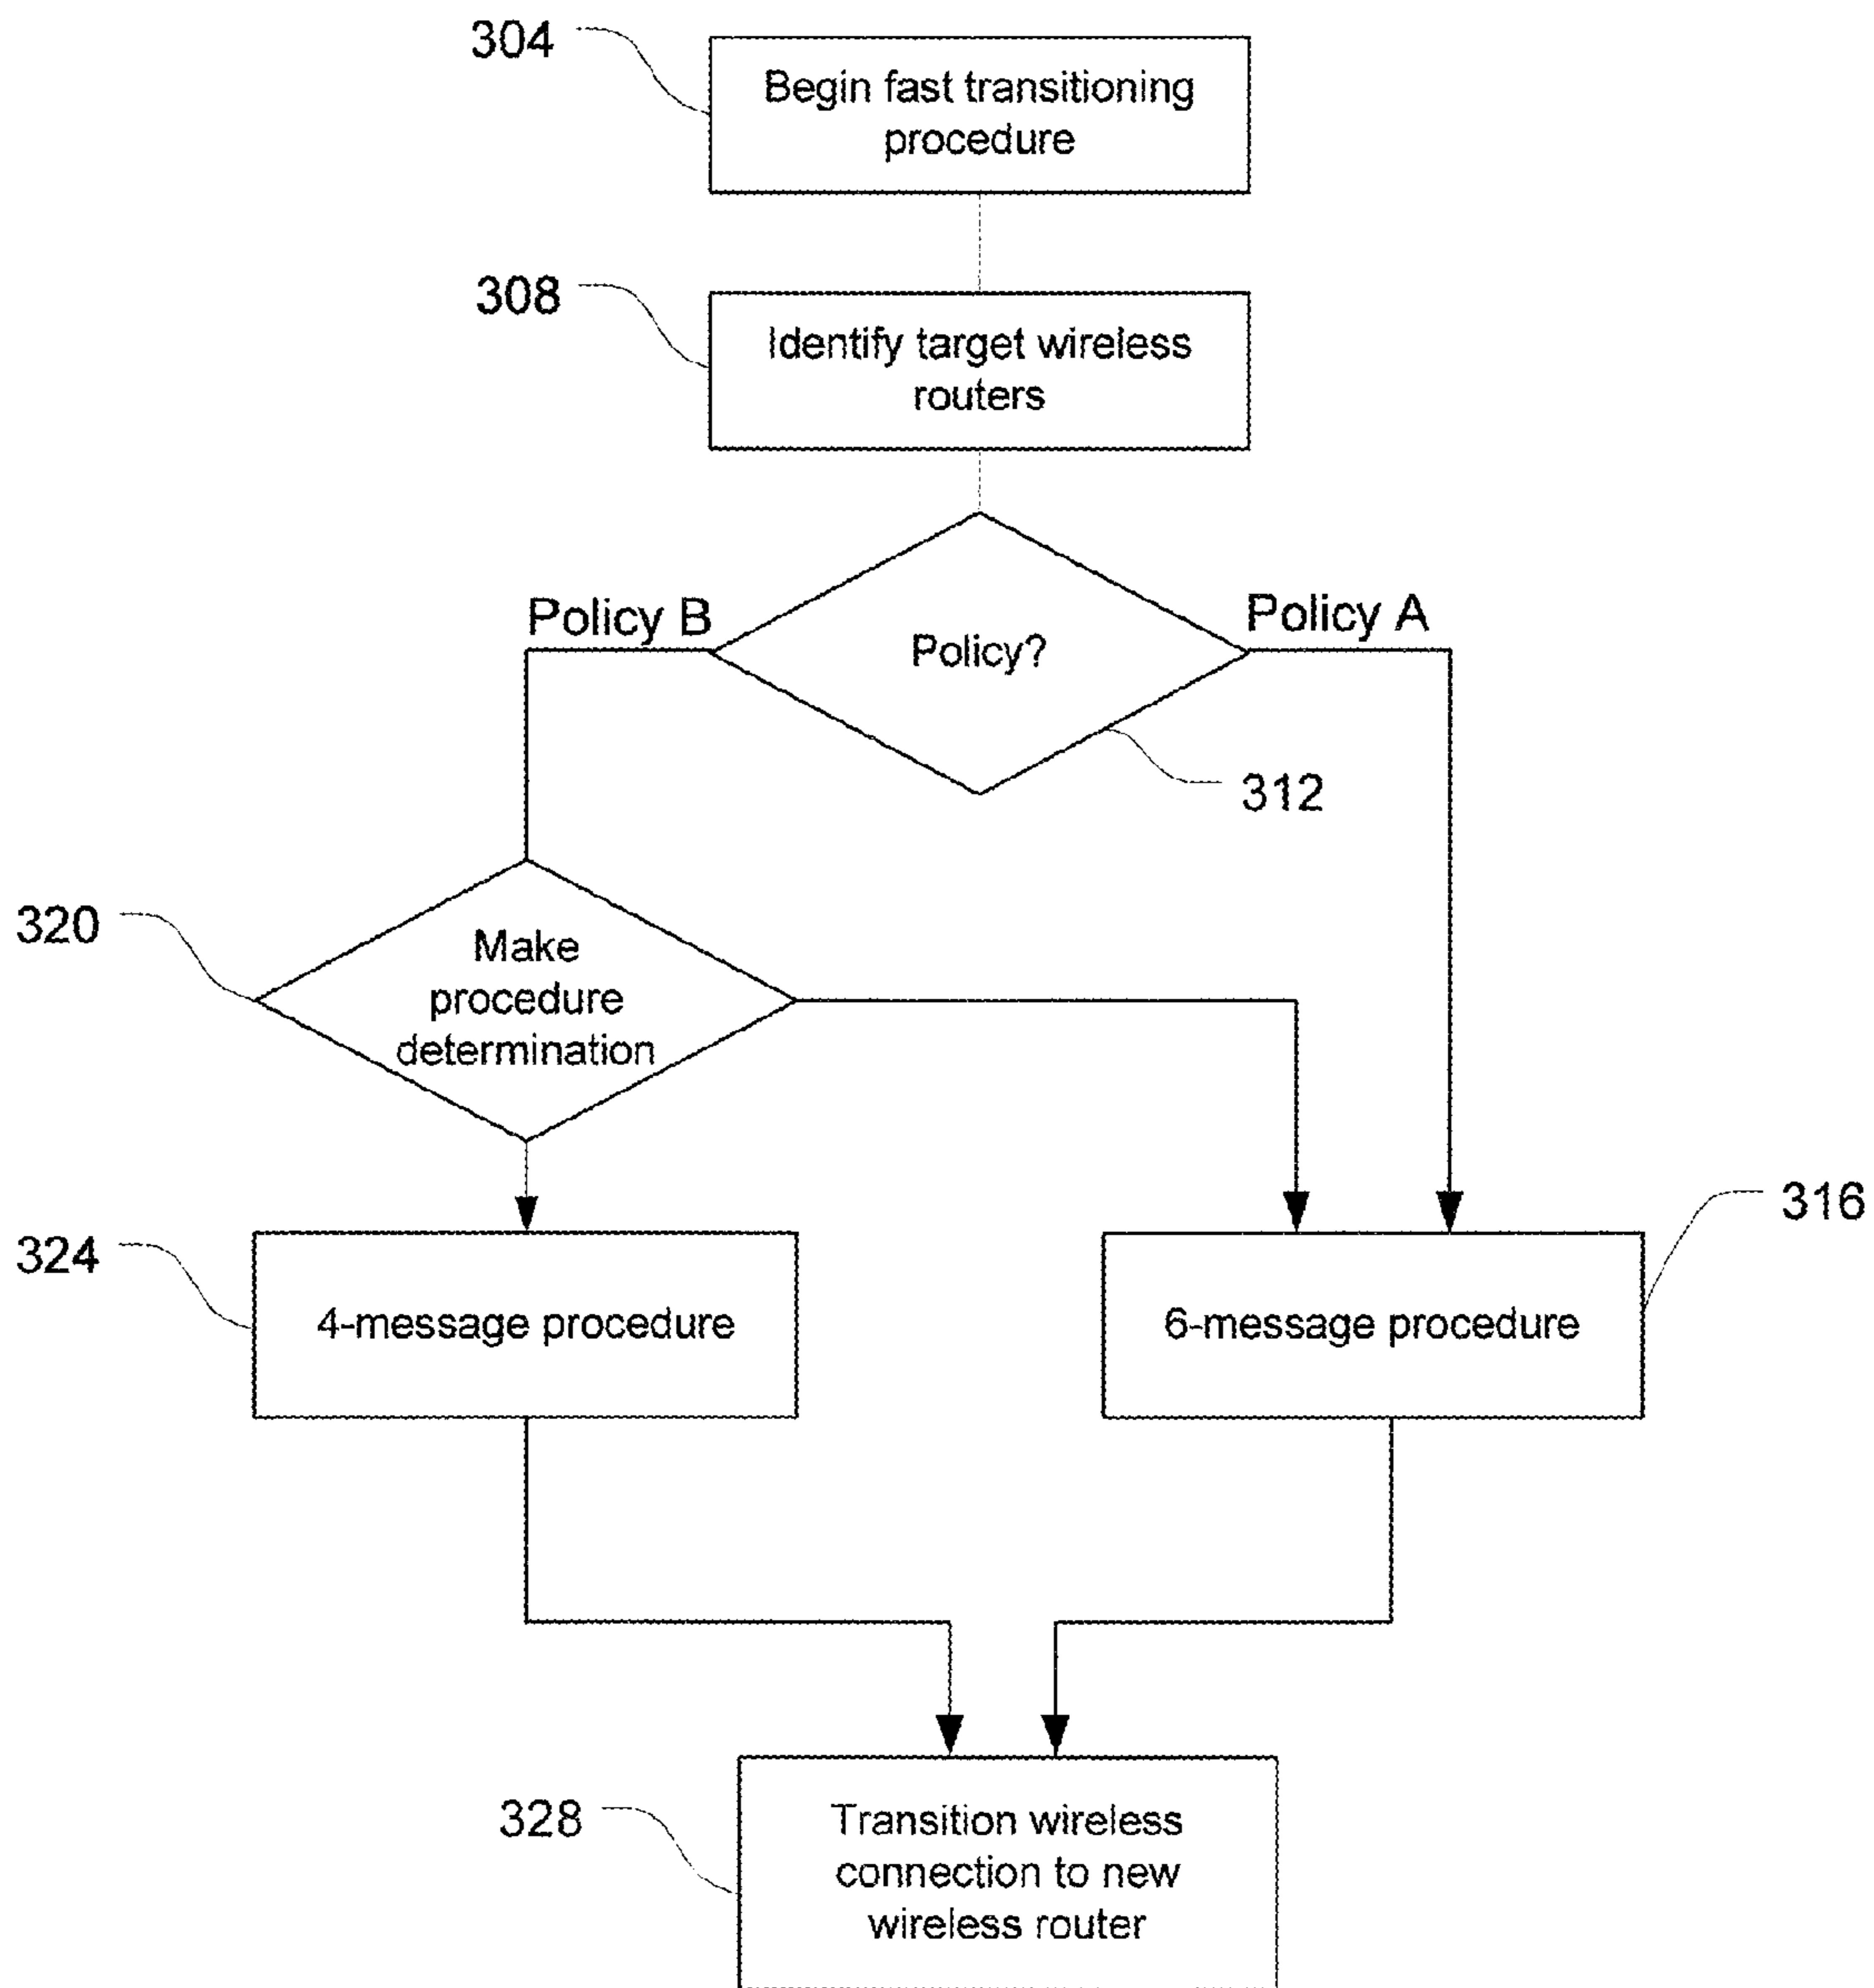 304
Begin fast transitioning
procedure
308
Identify target wireless
routers
Policy B
Policy?
Policy A
312
320
Make
procedure
determination
324
4-message procedure
6-message procedure
316
328
Transition wireless
connection to new
wireless router